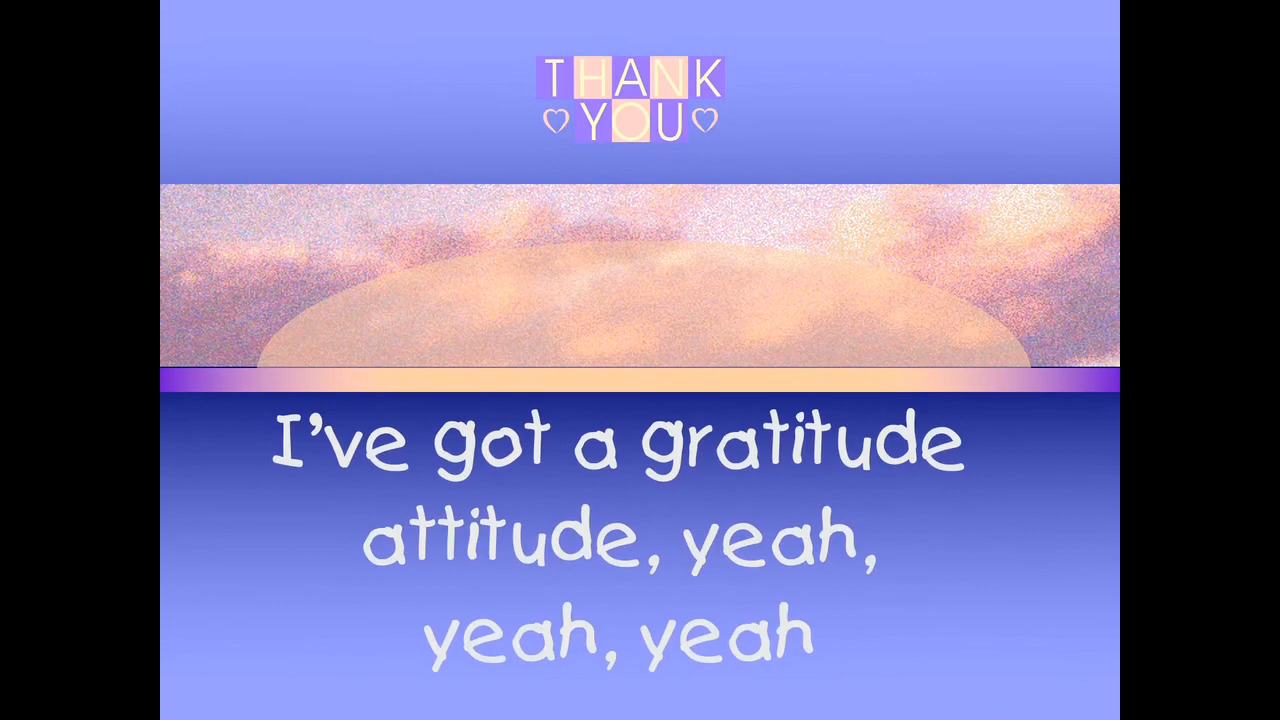 THANK
♡ YOU ♡
I've got a gratitude
attitude, yeah,
yeah, yeah